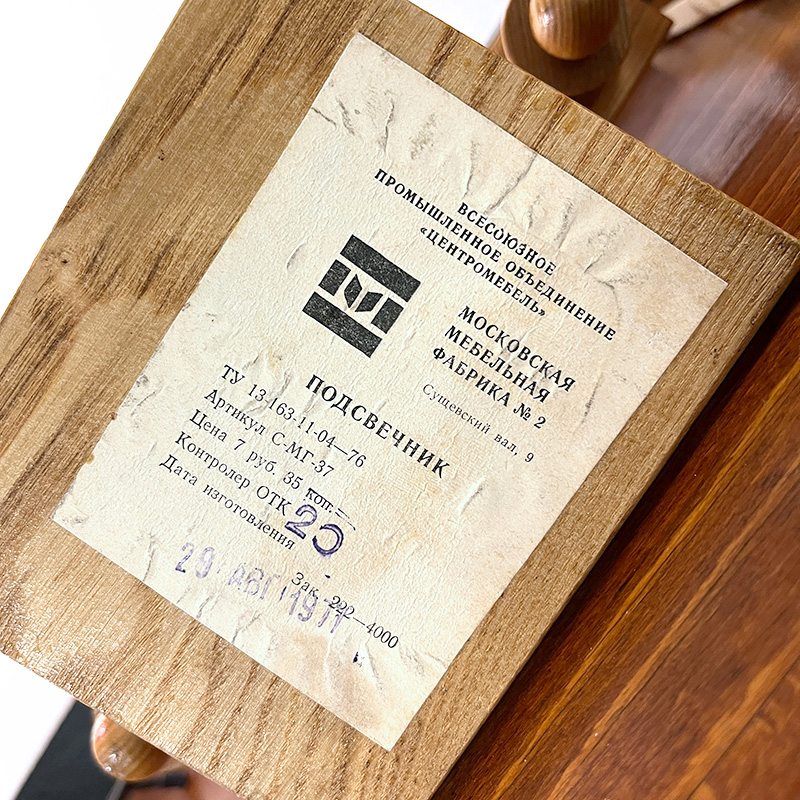 ВСЕСОЮЗНОЕ
ПРОМЫШЛЕННОЕ ОБЪЕДИНЕНИЕ
«ЦЕНТРОМЕБЕЛЬ»
МОСКОВСКАЯ
МЕБЕЛЬНАЯ
ФАБРИКА № 2
Сущевский вал, 9
ПОДСВЕЧНИК
ТУ 13-163-11-04—76
Артикул С-МГ-37
Цена 7 руб. 35 коп.
Контролер ОТК 20
Дата изготовления
29 АВГ 1977
Зак. 222—4000